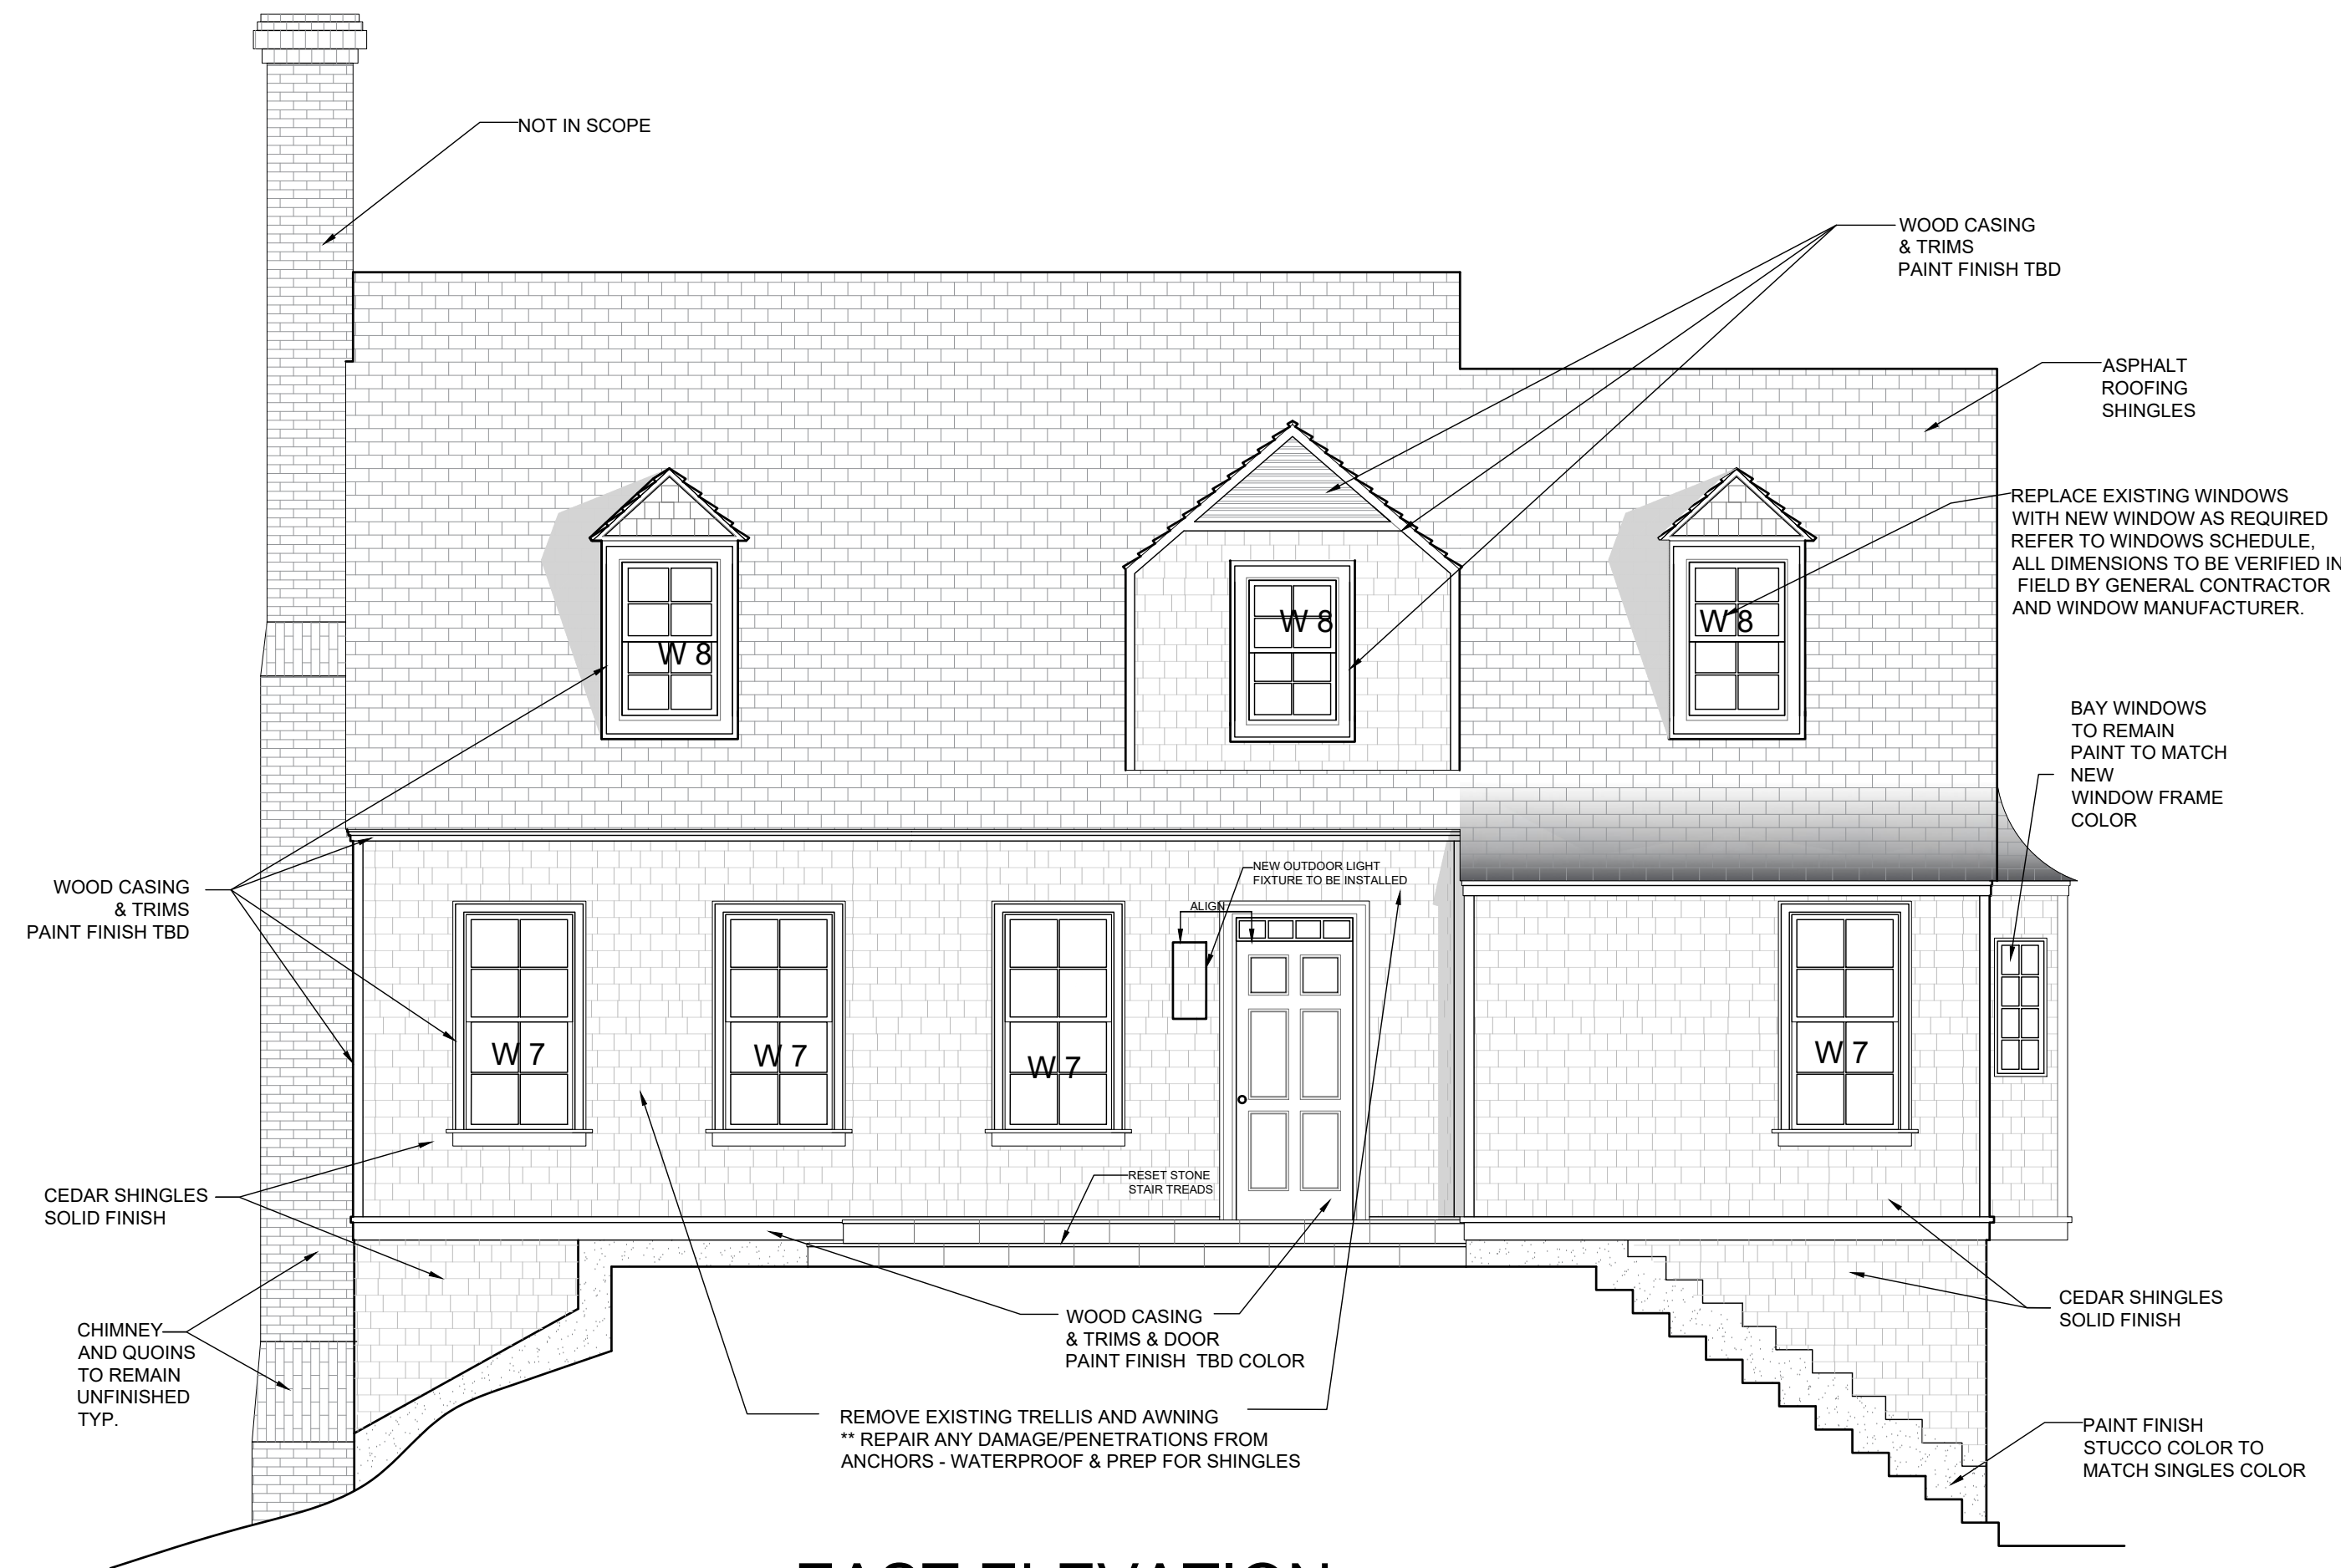 NOT IN SCOPE
WOOD CASING
& TRIMS
PAINT FINISH TBD
ASPHALT
ROOFING
SHINGLES
REPLACE EXISTING WINDOWS
WITH NEW WINDOW AS REQUIRED
REFER TO WINDOWS SCHEDULE,
ALL DIMENSIONS TO BE VERIFIED IN
FIELD BY GENERAL CONTRACTOR
AND WINDOW MANUFACTURER.
W 8
W 8
W 8
BAY WINDOWS
TO REMAIN
PAINT TO MATCH
NEW
WINDOW FRAME
COLOR
NEW OUTDOOR LIGHT
FIXTURE TO BE INSTALLED
ALIGN
WOOD CASING
& TRIMS
PAINT FINISH TBD
W 7
W 7
W 7
W 7
RESET STONE
STAIR TREADS
CEDAR SHINGLES
SOLID FINISH
CHIMNEY
AND QUOINS
TO REMAIN
UNFINISHED
TYP.
WOOD CASING
& TRIMS & DOOR
PAINT FINISH TBD COLOR
CEDAR SHINGLES
SOLID FINISH
REMOVE EXISTING TRELLIS AND AWNING
** REPAIR ANY DAMAGE/PENETRATIONS FROM
ANCHORS - WATERPROOF & PREP FOR SHINGLES
PAINT FINISH
STUCCO COLOR TO
MATCH SINGLES COLOR
EAST ELEVATION